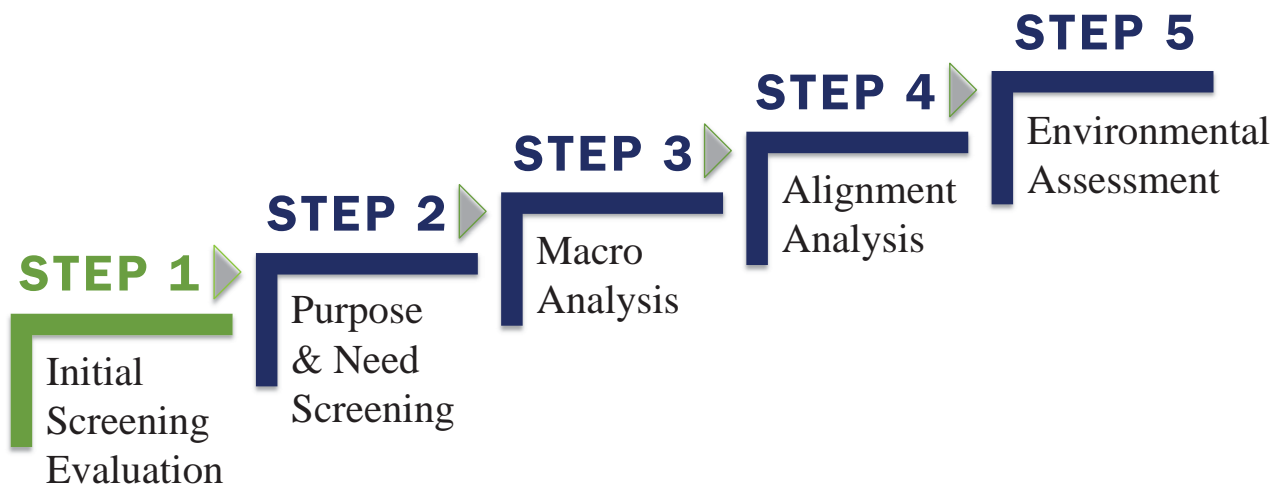 STEP 1
Initial
Screening
Evaluation
STEP 2
Purpose
& Need
Screening
STEP 3
Macro
Analysis
STEP 4
Alignment
Analysis
STEP 5
Environmental
Assessment